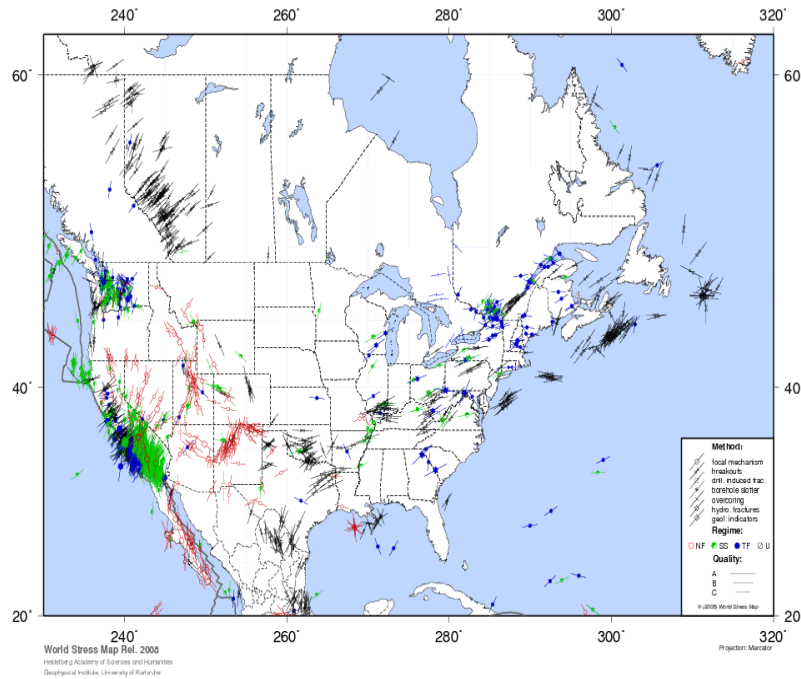 240˚ 260˚ 280˚ 300˚ 320˚
60˚ 60˚
40˚ 40˚
20˚ 20˚
240˚ 260˚ 280˚ 300˚ 320˚
Method:
focal mechanism
breakouts
drill. induced frac.
borehole slotter
overcoring
hydro. fractures
geol. indicators
Regime:
NF SS TF U
Quality:
A
B
C
© (2008) World Stress Map
World Stress Map Rel. 2008
Heidelberg Academy of Sciences and Humanities
Geophysical Institute, University of Karlsruhe
Projection: Mercator